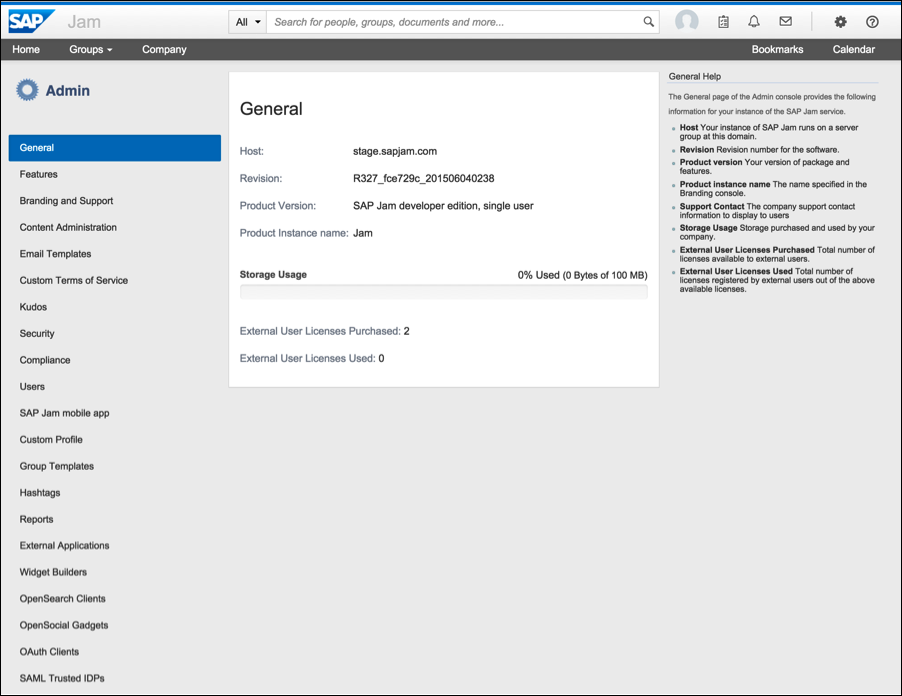 SAP Jam
All
Search for people, groups, documents and more...
Home Groups Company Bookmarks Calendar
Admin
General
Features
Branding and Support
Content Administration
Email Templates
Custom Terms of Service
Kudos
Security
Compliance
Users
SAP Jam mobile app
Custom Profile
Group Templates
Hashtags
Reports
External Applications
Widget Builders
OpenSearch Clients
OpenSocial Gadgets
OAuth Clients
SAML Trusted IDPs
General
Host: stage.sapjam.com
Revision: R327_fce729c_201506040238
Product Version: SAP Jam developer edition, single user
Product Instance name: Jam
Storage Usage 0% Used (0 Bytes of 100 MB)
External User Licenses Purchased: 2
External User Licenses Used: 0
General Help
The General page of the Admin console provides the following
information for your instance of the SAP Jam service.
Host Your instance of SAP Jam runs on a server
group at this domain.
Revision Revision number for the software.
Product version Your version of package and
features.
Product instance name The name specified in the
Branding console.
Support Contact The company support contact
information to display to users
Storage Usage Storage purchased and used by your
company.
External User Licenses Purchased Total number of
licenses available to external users.
External User Licenses Used Total number of
licenses registered by external users out of the above
available licenses.